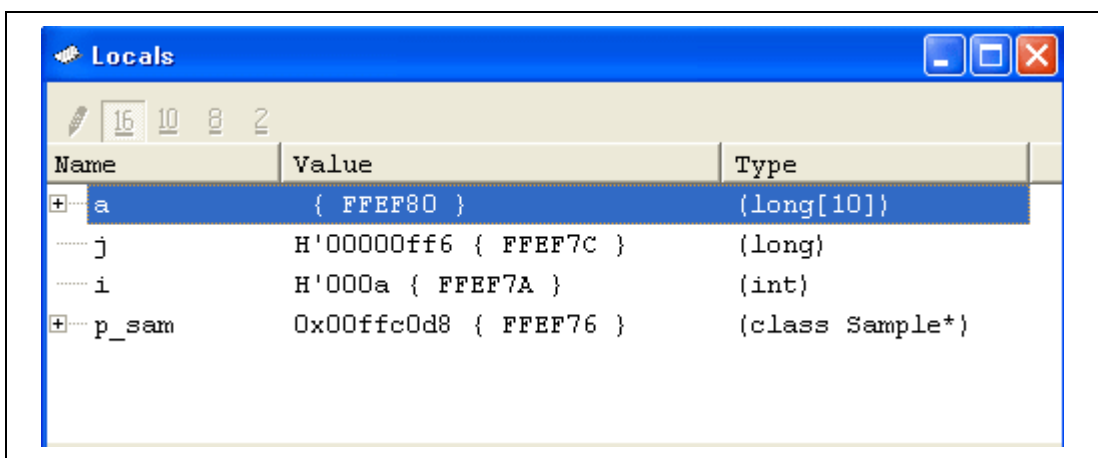 Locals
16 10 8 2
Name Value Type
a { FFEF80 } (long[10])
j H'00000ff6 { FFEF7C } (long)
i H'000a { FFEF7A } (int)
p_sam 0x00ffc0d8 { FFEF76 } (class Sample*)